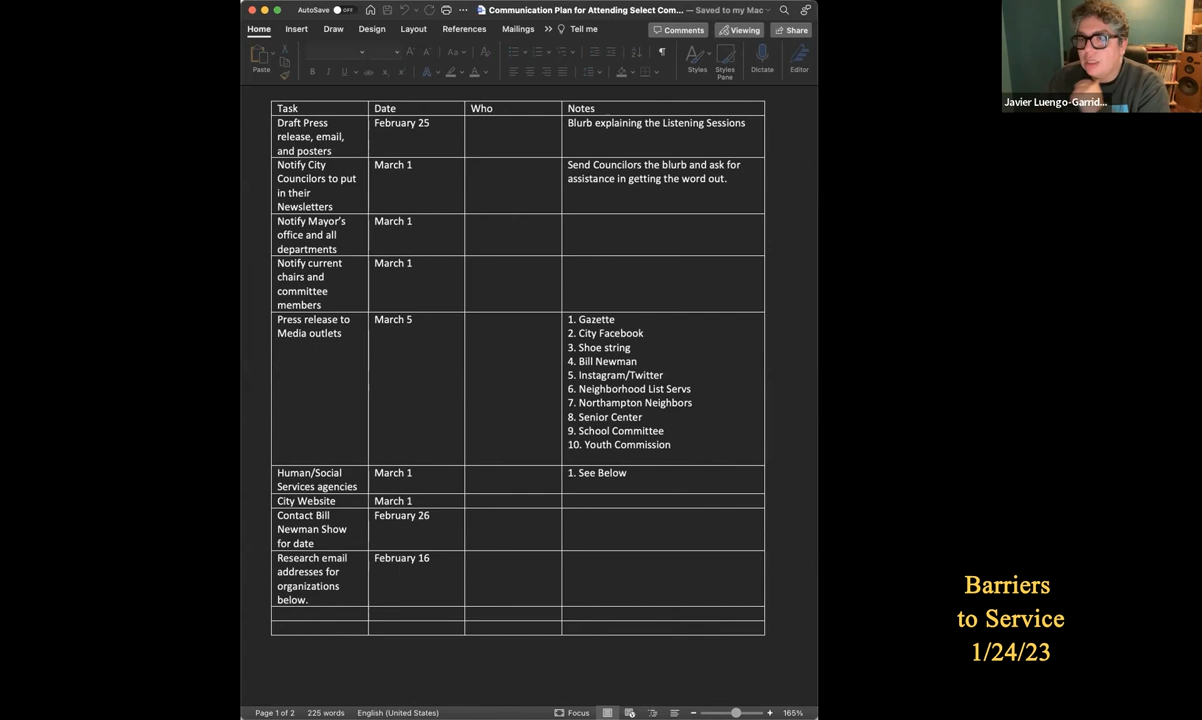 AutoSave OFF
Communication Plan for Attending Select Com... — Saved to my Mac
Home Insert Draw Design Layout References Mailings Tell me
Comments Viewing Share
Paste
Styles Styles Pane Dictate Editor
Javier Luengo-Garrid...
Task Date Who Notes
Draft Press release, email, and posters February 25 Blurb explaining the Listening Sessions
Notify City Councilors to put in their Newsletters March 1 Send Councilors the blurb and ask for assistance in getting the word out.
Notify Mayor's office and all departments March 1
Notify current chairs and committee members March 1
Press release to Media outlets March 5
1. Gazette
2. City Facebook
3. Shoe string
4. Bill Newman
5. Instagram/Twitter
6. Neighborhood List Servs
7. Northampton Neighbors
8. Senior Center
9. School Committee
10. Youth Commission
Human/Social Services agencies March 1 1. See Below
City Website March 1
Contact Bill Newman Show for date February 26
Research email addresses for organizations below. February 16
Barriers
to Service
1/24/23
Page 1 of 2 225 words English (United States) Focus 165%